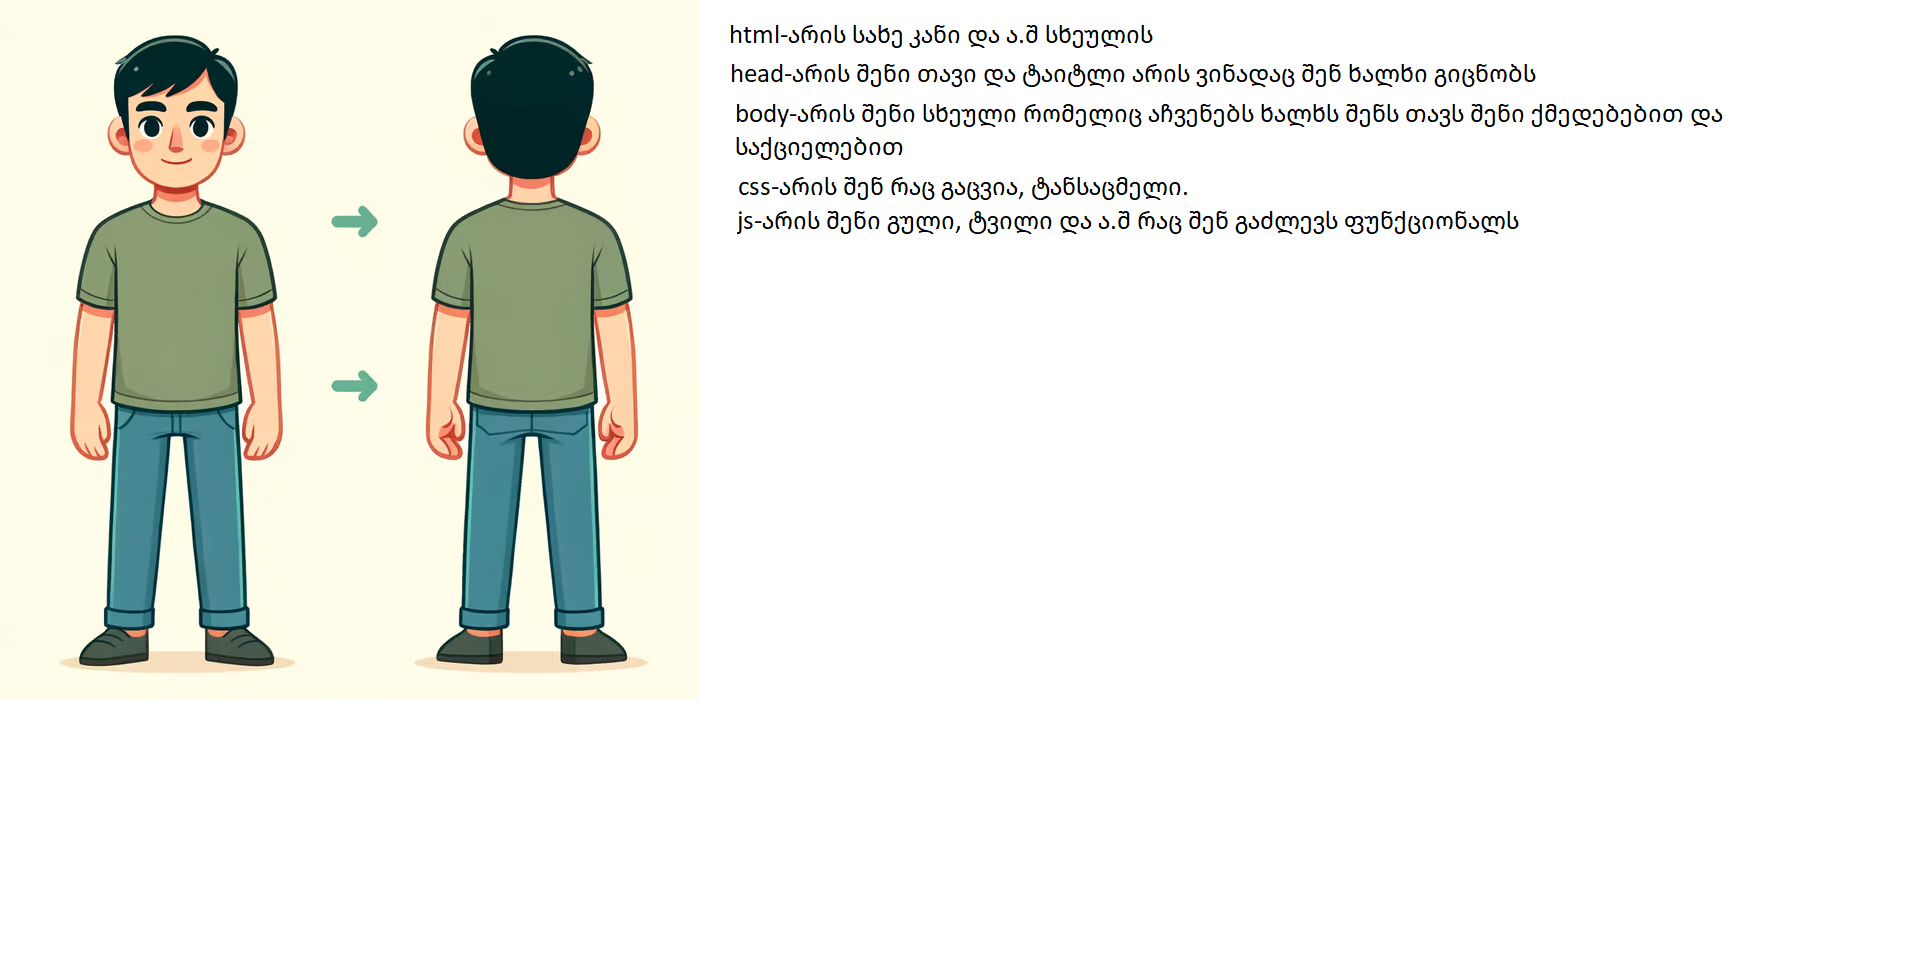 html-არის სახე კანი და ა.შ სხეულის
head-არის შენი თავი და ტაიტლი არის ვინადაც შენ ხალხი გიცნობს
body-არის შენი სხეული რომელიც აჩვენებს ხალხს შენს თავს შენი ქმედებებით და
საქციელებით
css-არის შენ რაც გაცვია, ტანსაცმელი.
js-არის შენი გული, ტვილი და ა.შ რაც შენ გაძლევს ფუნქციონალს